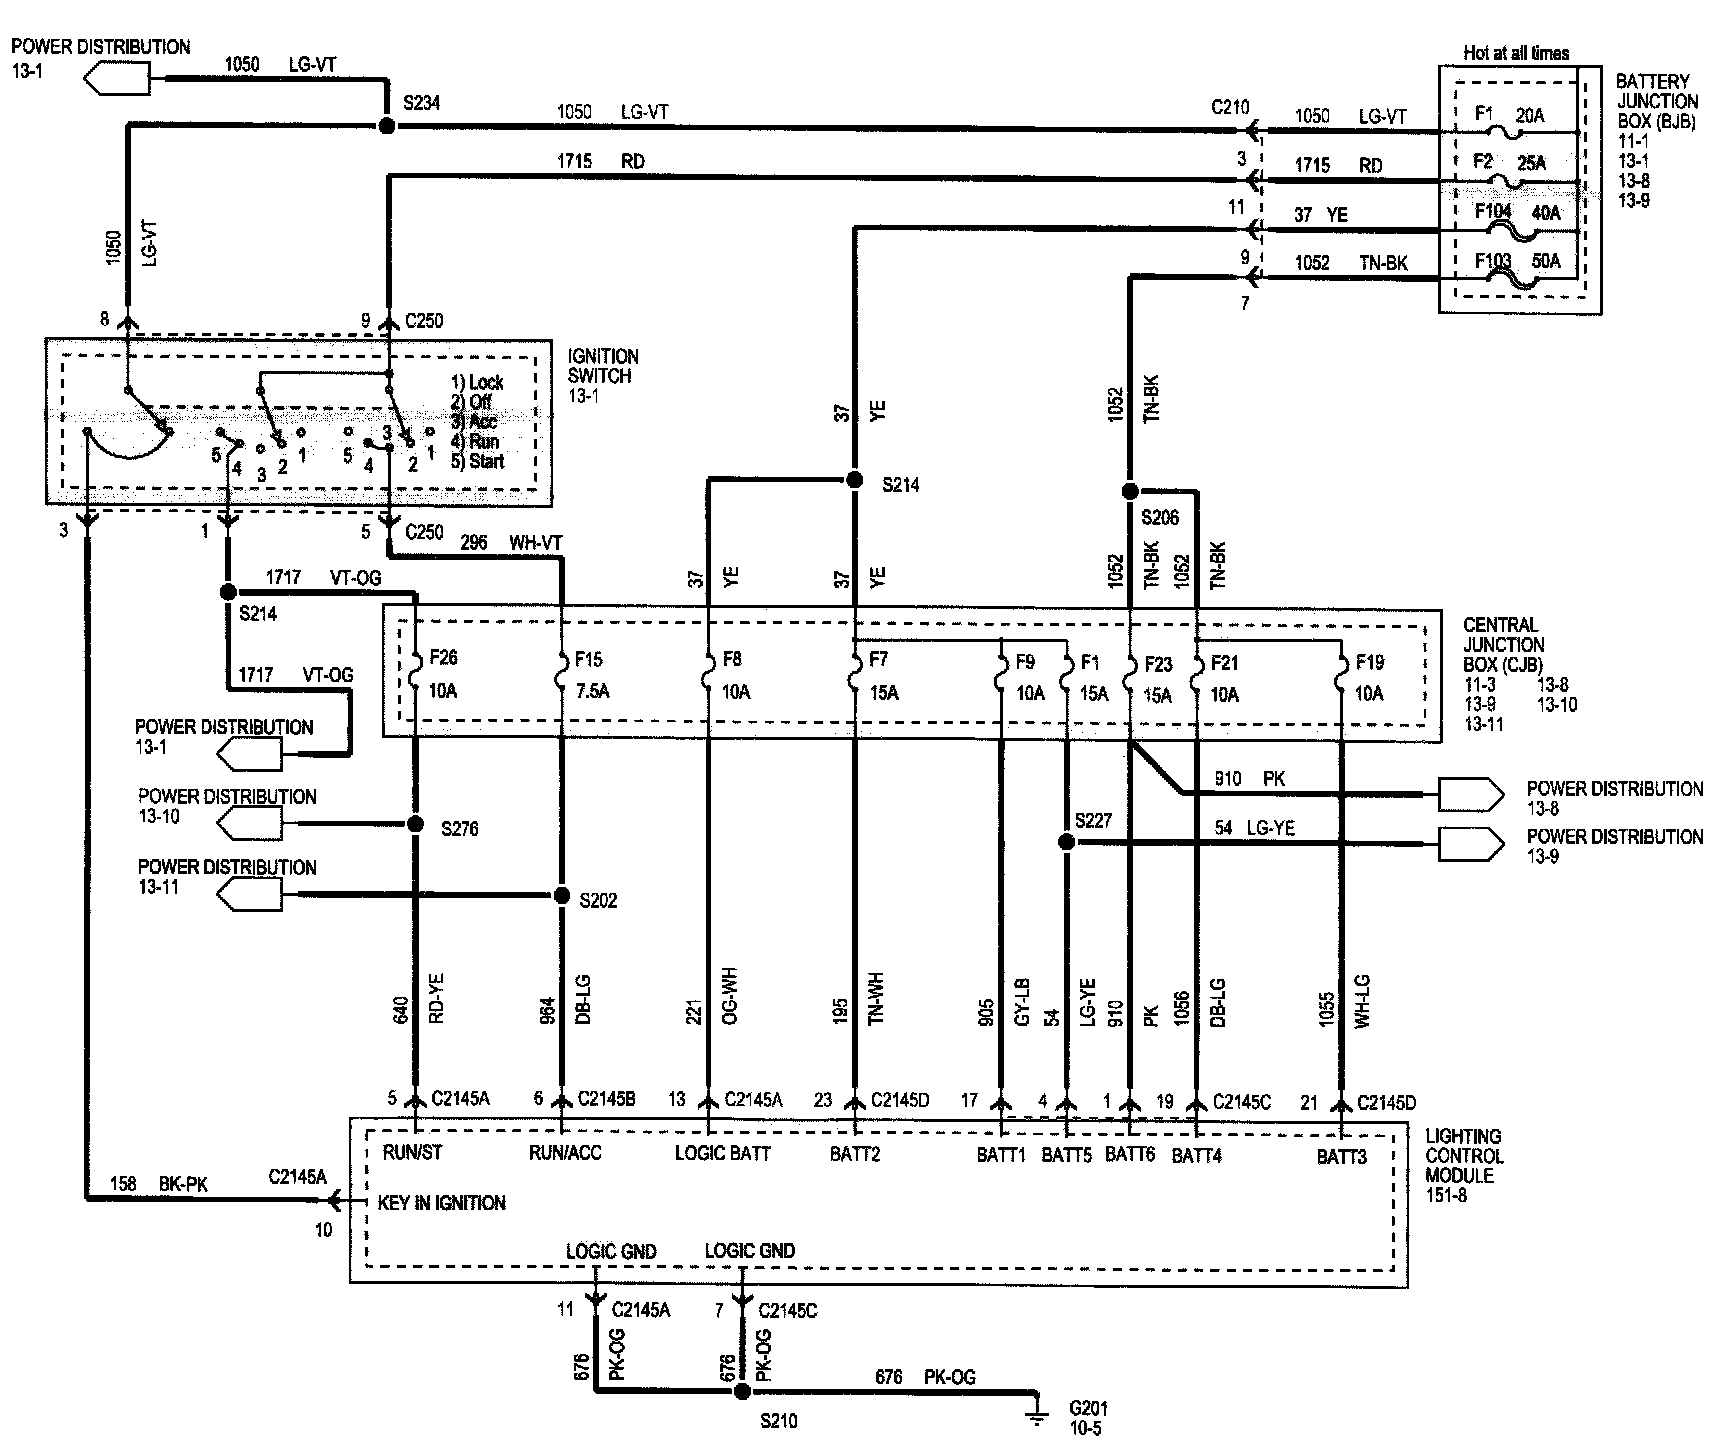 POWER DISTRIBUTION
13-1
1050 LG-VT
S234
1050 LG-VT
C210
1050 LG-VT
Hot at all times
F1 20A
BATTERY
JUNCTION
BOX (BJB)
11-1
13-1
13-8
13-9
1715 RD
3
1715 RD
F2 25A
11
37 YE
F104 40A
9
1052 TN-BK
F103 50A
7
1050
LG-VT
8
9
C250
IGNITION
SWITCH
13-1
1) Lock
2) Off
3) Acc
4) Run
5) Start
5
4
3
2
1
5
4
3
2
1
3
1
5
C250
296 WH-VT
37
YE
S214
1052
TN-BK
S206
37
YE
37
YE
1052
TN-BK
1052
TN-BK
1717 VT-OG
S214
1717 VT-OG
F26
10A
F15
7.5A
F8
10A
F7
15A
F9
10A
F1
15A
F23
15A
F21
10A
F19
10A
CENTRAL
JUNCTION
BOX (CJB)
11-3 13-8
13-9 13-10
13-11
POWER DISTRIBUTION
13-1
POWER DISTRIBUTION
13-10
S276
POWER DISTRIBUTION
13-11
S202
910 PK
POWER DISTRIBUTION
13-8
S227
54 LG-YE
POWER DISTRIBUTION
13-9
640
RD-YE
964
DB-LG
221
OG-WH
195
TN-WH
905
GY-LB
54
LG-YE
910
PK
1056
DB-LG
1055
WH-LG
5 C2145A
6 C2145B
13 C2145A
23 C2145D
17
4
1
19 C2145C
21 C2145D
RUN/ST
RUN/ACC
LOGIC BATT
BATT2
BATT1
BATT5
BATT6
BATT4
BATT3
LIGHTING
CONTROL
MODULE
151-8
158 BK-PK
C2145A
10
KEY IN IGNITION
LOGIC GND
LOGIC GND
11 C2145A
7 C2145C
676
PK-OG
676
PK-OG
676 PK-OG
S210
G201
10-5